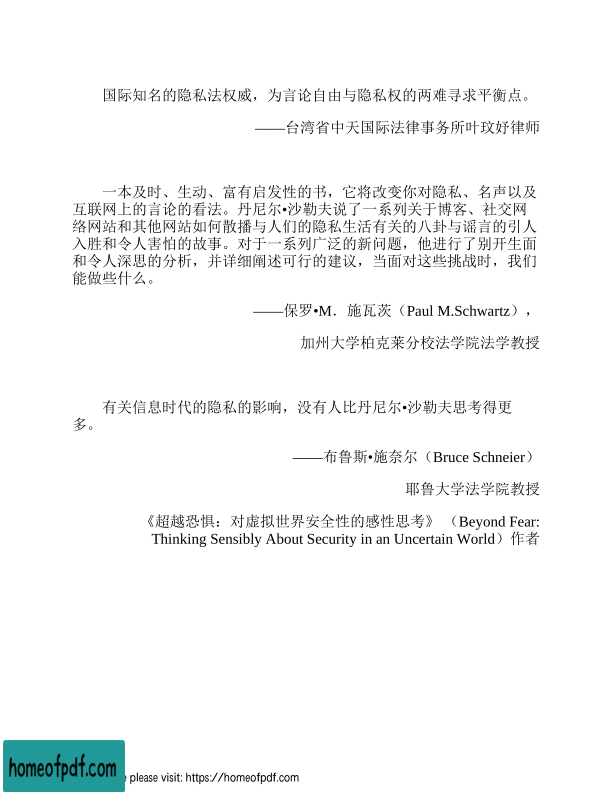 国际知名的隐私法权威，为言论自由与隐私权的两难寻求平衡点。
——台湾省中天国际法律事务所叶玟妤律师
一本及时、生动、富有启发性的书，它将改变你对隐私、名声以及
互联网上的言论的看法。丹尼尔•沙勒夫说了一系列关于博客、社交网
络网站和其他网站如何散播与人们的隐私生活有关的八卦与谣言的引人
入胜和令人害怕的故事。对于一系列广泛的新问题，他进行了别开生面
和令人深思的分析，并详细阐述可行的建议，当面对这些挑战时，我们
能做些什么。
——保罗•M．施瓦茨（Paul M.Schwartz），
加州大学柏克莱分校法学院法学教授
有关信息时代的隐私的影响，没有人比丹尼尔•沙勒夫思考得更
多。
——布鲁斯•施奈尔（Bruce Schneier）
耶鲁大学法学院教授
《超越恐惧：对虚拟世界安全性的感性思考》 （Beyond Fear:
Thinking Sensibly About Security in an Uncertain World）作者
homeofpdf.com
please visit: https://homeofpdf.com